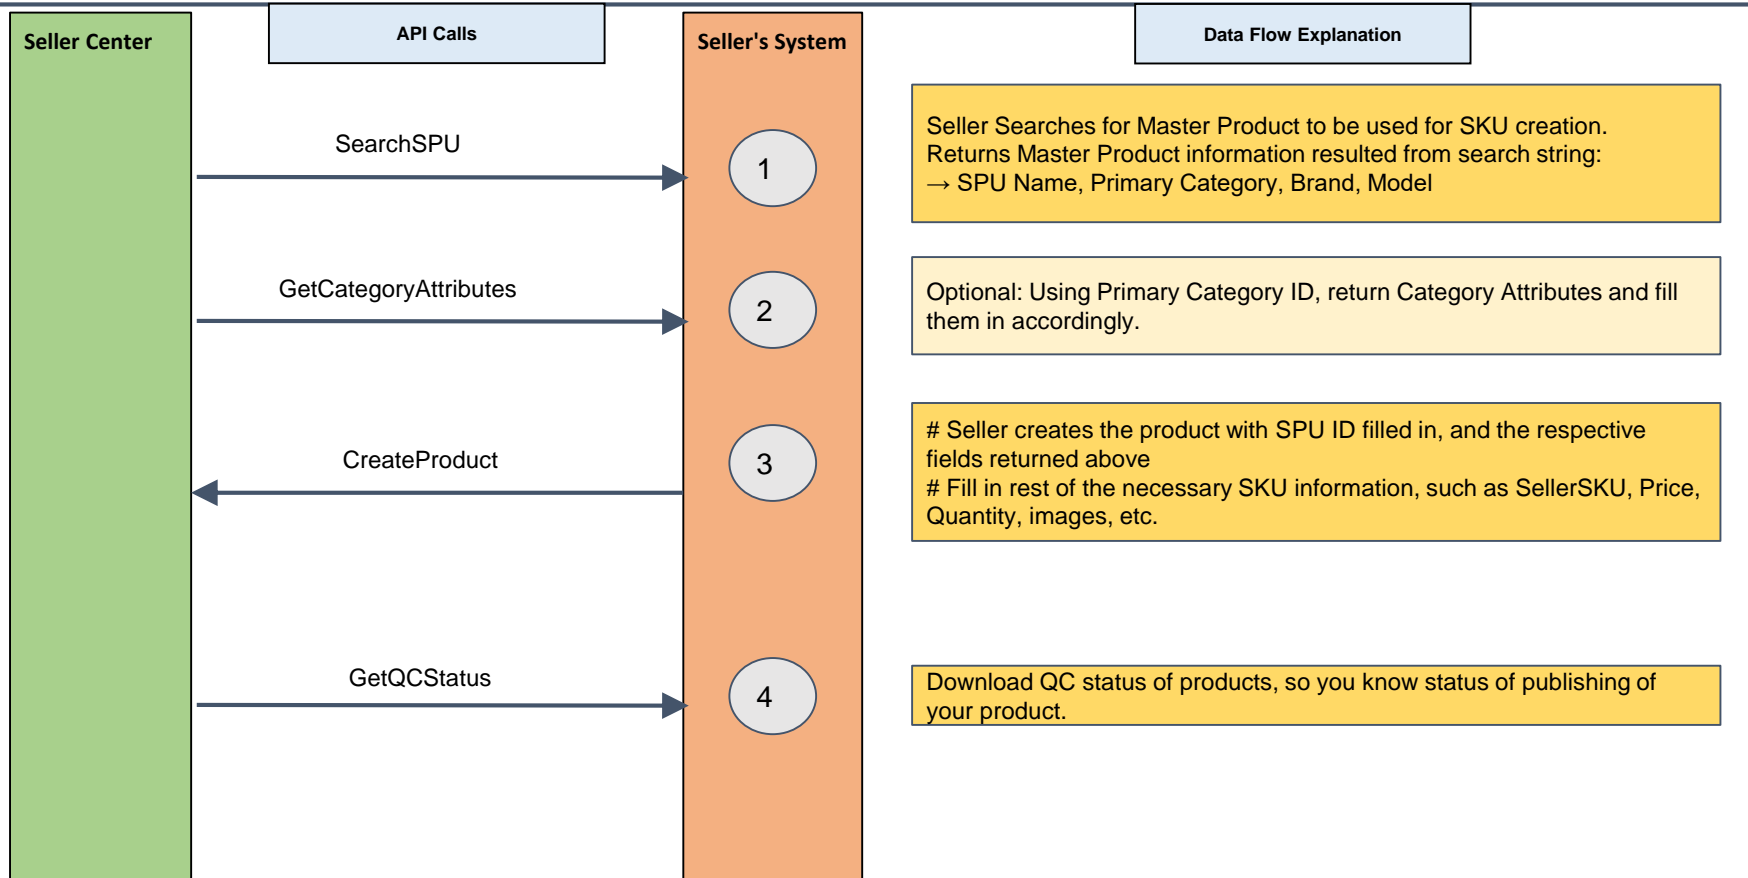 Seller Center
API Calls
Seller's System
Data Flow Explanation
SearchSPU
1
Seller Searches for Master Product to be used for SKU creation.
Returns Master Product information resulted from search string:
→ SPU Name, Primary Category, Brand, Model
GetCategoryAttributes
2
Optional: Using Primary Category ID, return Category Attributes and fill
them in accordingly.
CreateProduct
3
# Seller creates the product with SPU ID filled in, and the respective
fields returned above
# Fill in rest of the necessary SKU information, such as SellerSKU, Price,
Quantity, images, etc.
GetQCStatus
4
Download QC status of products, so you know status of publishing of
your product.